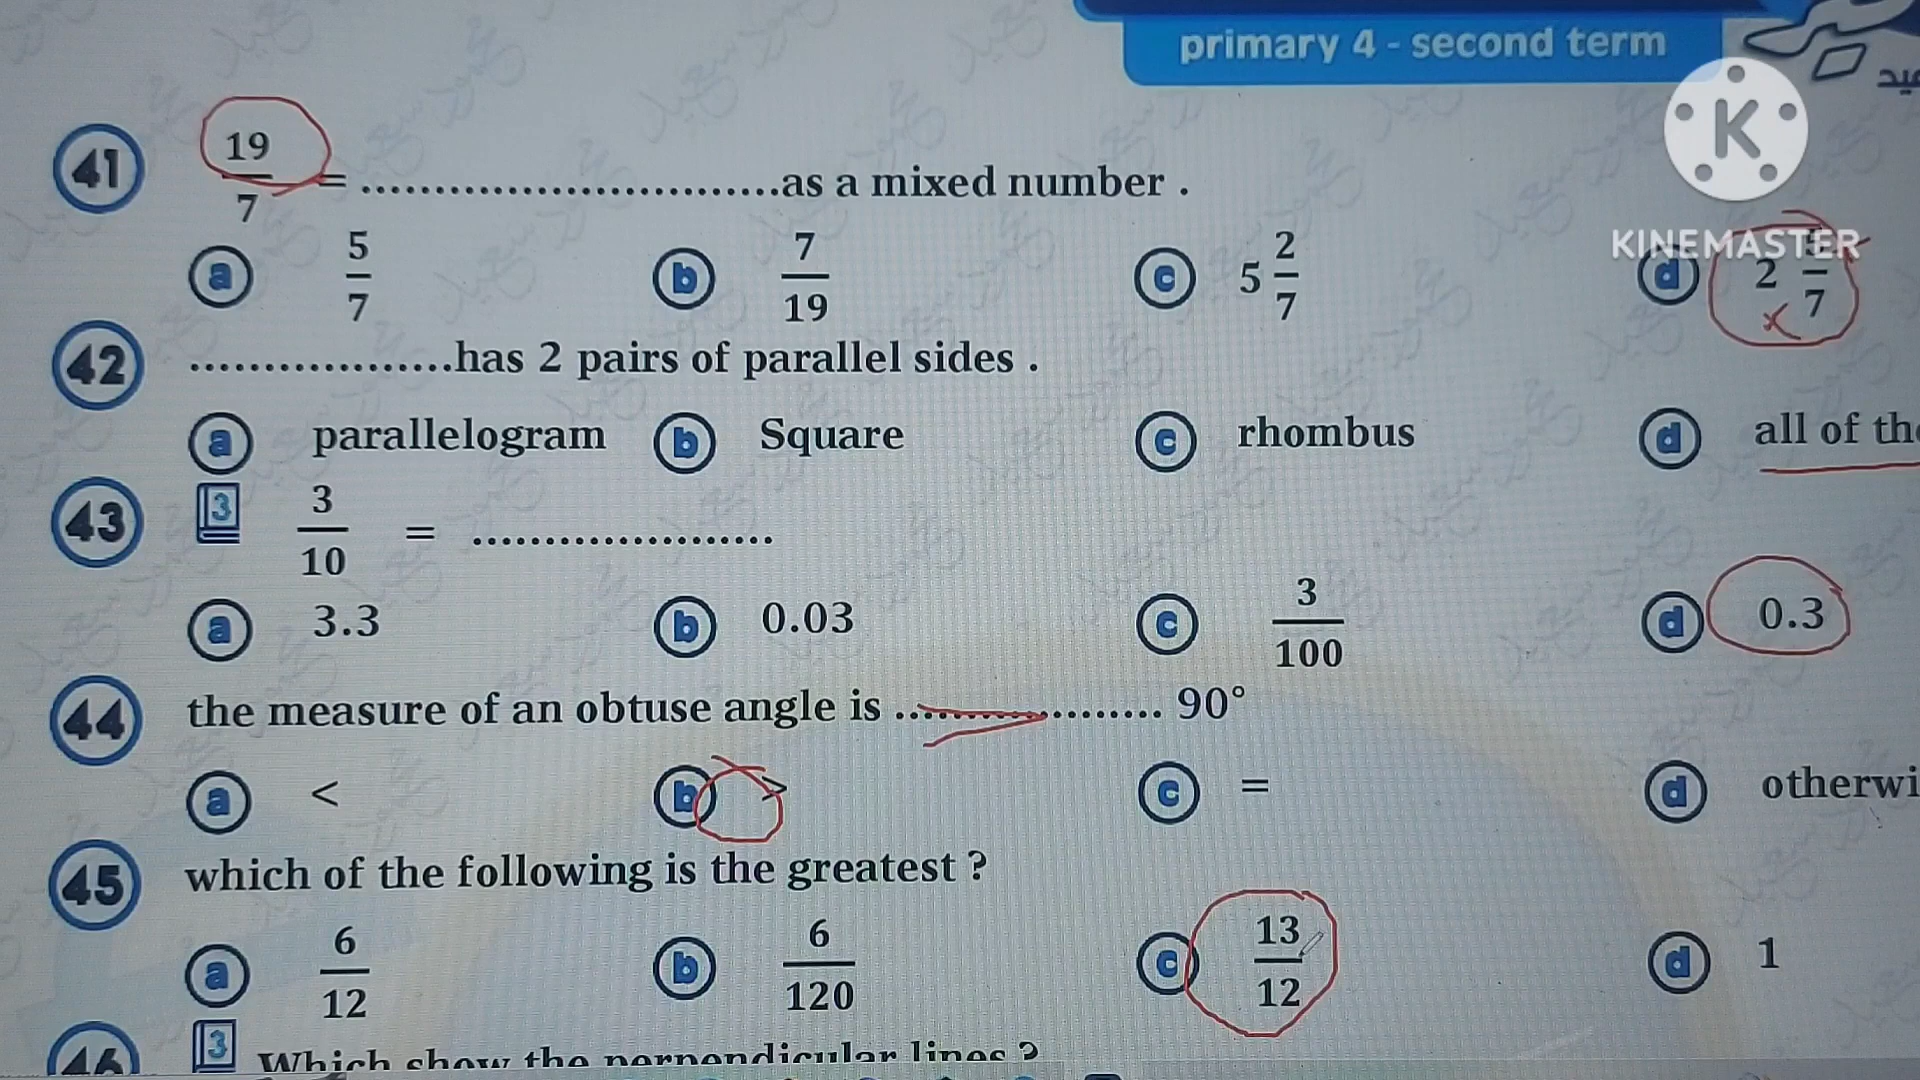 primary 4 - second term
K
KINEMASTER
41 19/7 = ..............................as a mixed number .
a 5/7 b 7/19 c 5 2/7 d 2 5/7
×
42 ..................has 2 pairs of parallel sides .
a parallelogram b Square c rhombus d all of
43 3 3/10 = .....................
a 3.3 b 0.03 c 3/100 d 0.3
44 the measure of an obtuse angle is ................... 90°
a < b > c = d
45 which of the following is the greatest ?
a 6/12 b 6/120 c 13/12 d 1
46 3 Which show the perpendicular lines ?